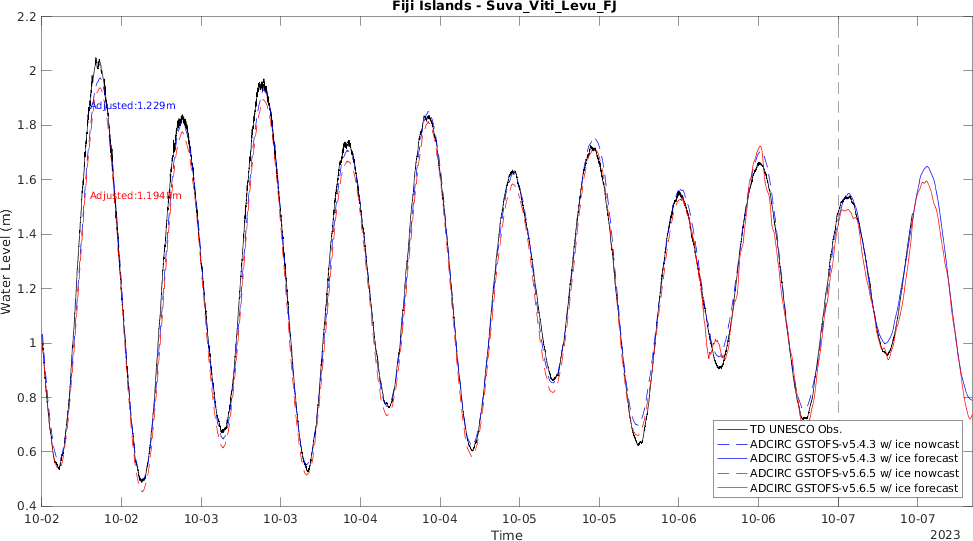 Fiji Islands - Suva_Viti_Levu_FJ
2.2
2
1.8
1.6
1.4
1.2
1
0.8
0.6
0.4
Water Level (m)
Adjusted:1.229m
TD UNESCO Obs.
ADCIRC GSTOFS-v5.4.3 w/ ice nowcast
ADCIRC GSTOFS-v5.4.3 w/ ice forecast
ADCIRC GSTOFS-v5.6.5 w/ ice nowcast
ADCIRC GSTOFS-v5.6.5 w/ ice forecast
10-02 10-02 10-03 10-03 10-04 10-04 10-05 10-05 10-06 10-06 10-07 10-07
2023
Time